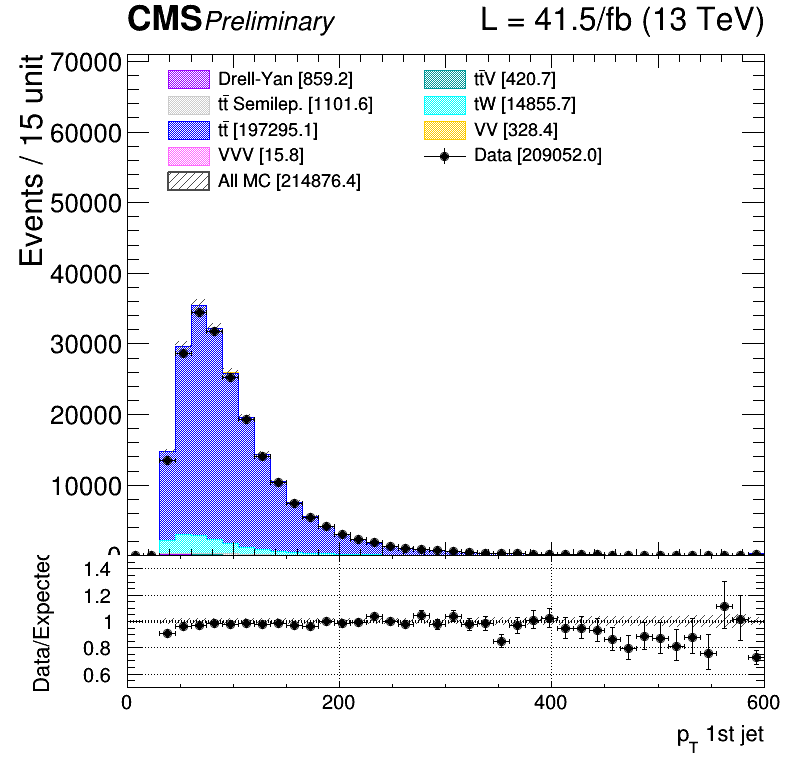 CMS Preliminary L = 41.5/fb (13 TeV)
Events / 15 unit
70000
60000
50000
40000
30000
20000
10000
0
Drell-Yan [859.2]
tt̄ Semilep. [1101.6]
tt̄ [197295.1]
VVV [15.8]
All MC [214876.4]
tt̄V [420.7]
tW [14855.7]
VV [328.4]
Data [209052.0]
Data/Expected
1.4
1.2
1
0.8
0.6
0 200 400 600
p_T 1st jet